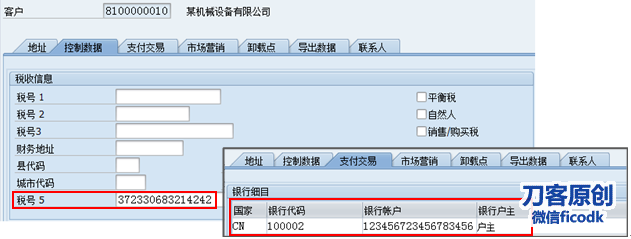 客户 8100000010 某机械设备有限公司
地址 控制数据 支付交易 市场营销 卸载点 导出数据 联系人
税收信息
税号 1 平衡税
税号 2 自然人
税号3 销售/购买税
财务地址
县代码
城市代码
税号 5 372330683214242
地址 控制数据 支付交易 市场营销 卸载点 导出数据 联系人
银行细目
国家 银行代码 银行帐户 银行户主
CN 100002 123456723456783456 户主
刀客原创
微信ficodk